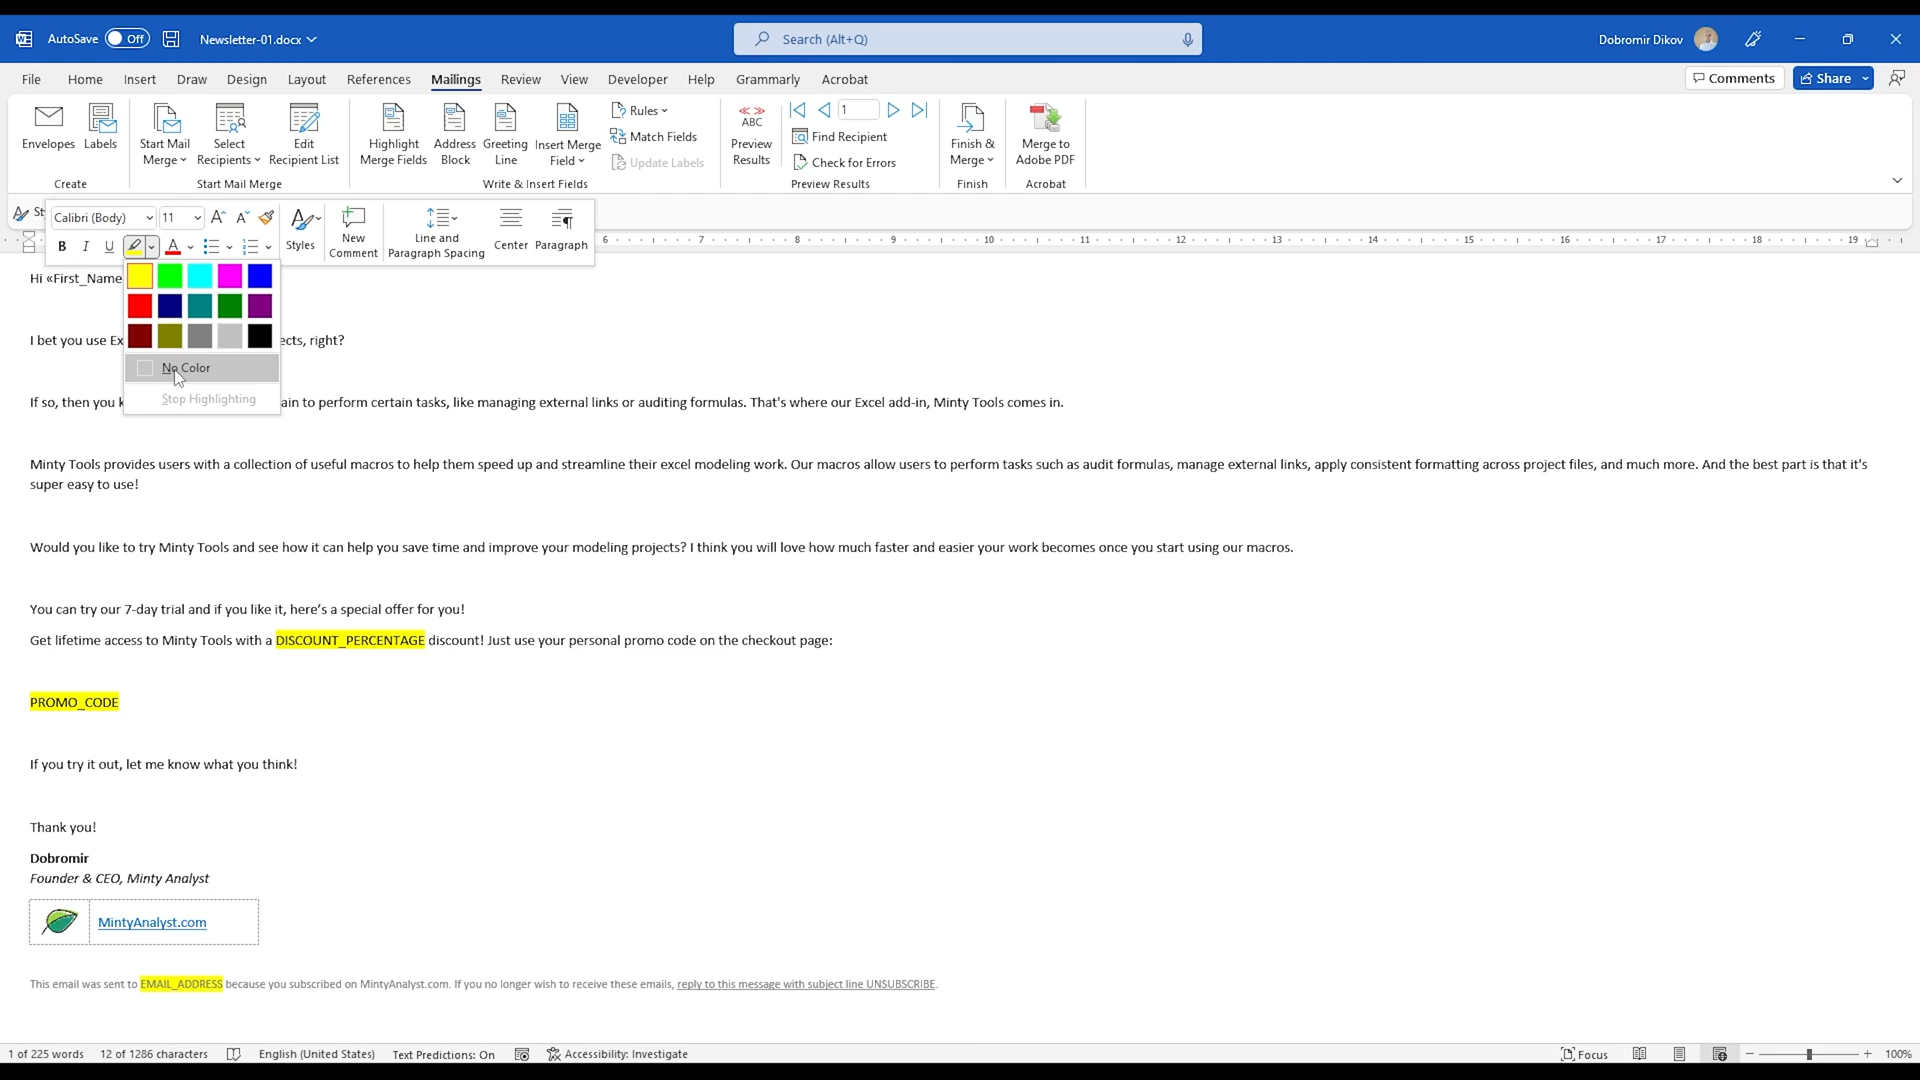 AutoSave Off Newsletter-01.docx Search (Alt+Q) Dobromir Dikov
File Home Insert Draw Design Layout References Mailings Review View Developer Help Grammarly Acrobat Comments Share
Envelopes
Labels
Create
Start Mail Merge
Select Recipients
Edit Recipient List
Start Mail Merge
Highlight Merge Fields
Address Block
Greeting Line
Insert Merge Field
Rules
Match Fields
Update Labels
Write & Insert Fields
ABC
Preview Results
1
Find Recipient
Check for Errors
Preview Results
Finish & Merge
Finish
Merge to Adobe PDF
Acrobat
Calibri (Body) 11
B I U A
Styles
New Comment
Line and Paragraph Spacing
Center
Paragraph
6 7 8 9 10 11 12 13 14 15 16 17 18 19
No Color
Stop Highlighting
Hi «First_Name
I bet you use Ex ects, right?
If so, then you k ain to perform certain tasks, like managing external links or auditing formulas. That's where our Excel add-in, Minty Tools comes in.
Minty Tools provides users with a collection of useful macros to help them speed up and streamline their excel modeling work. Our macros allow users to perform tasks such as audit formulas, manage external links, apply consistent formatting across project files, and much more. And the best part is that it's
super easy to use!
Would you like to try Minty Tools and see how it can help you save time and improve your modeling projects? I think you will love how much faster and easier your work becomes once you start using our macros.
You can try our 7-day trial and if you like it, here’s a special offer for you!
Get lifetime access to Minty Tools with a DISCOUNT_PERCENTAGE discount! Just use your personal promo code on the checkout page:
PROMO_CODE
If you try it out, let me know what you think!
Thank you!
Dobromir
Founder & CEO, Minty Analyst
MintyAnalyst.com
This email was sent to EMAIL_ADDRESS because you subscribed on MintyAnalyst.com. If you no longer wish to receive these emails, reply to this message with subject line UNSUBSCRIBE.
1 of 225 words 12 of 1286 characters English (United States) Text Predictions: On Accessibility: Investigate Focus 100%